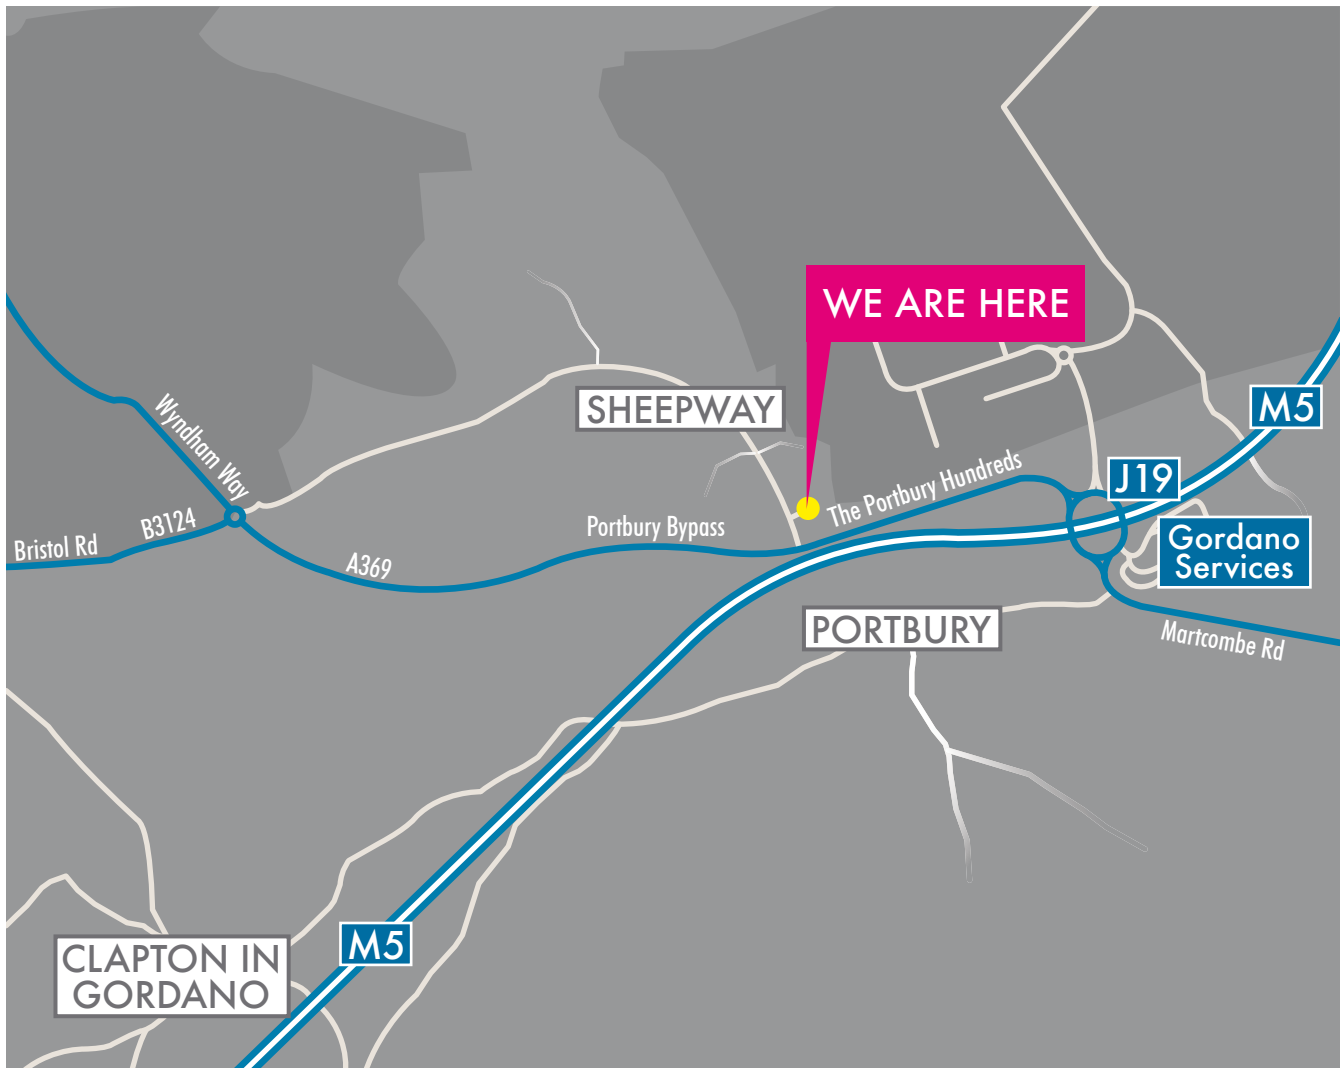 WE ARE HERE
SHEEPWAY
M5
Wyndham Way
J19
The Portbury Hundreds
B3124
Portbury Bypass
Bristol Rd
Gordano
Services
A369
PORTBURY
Martcombe Rd
M5
CLAPTON IN
GORDANO